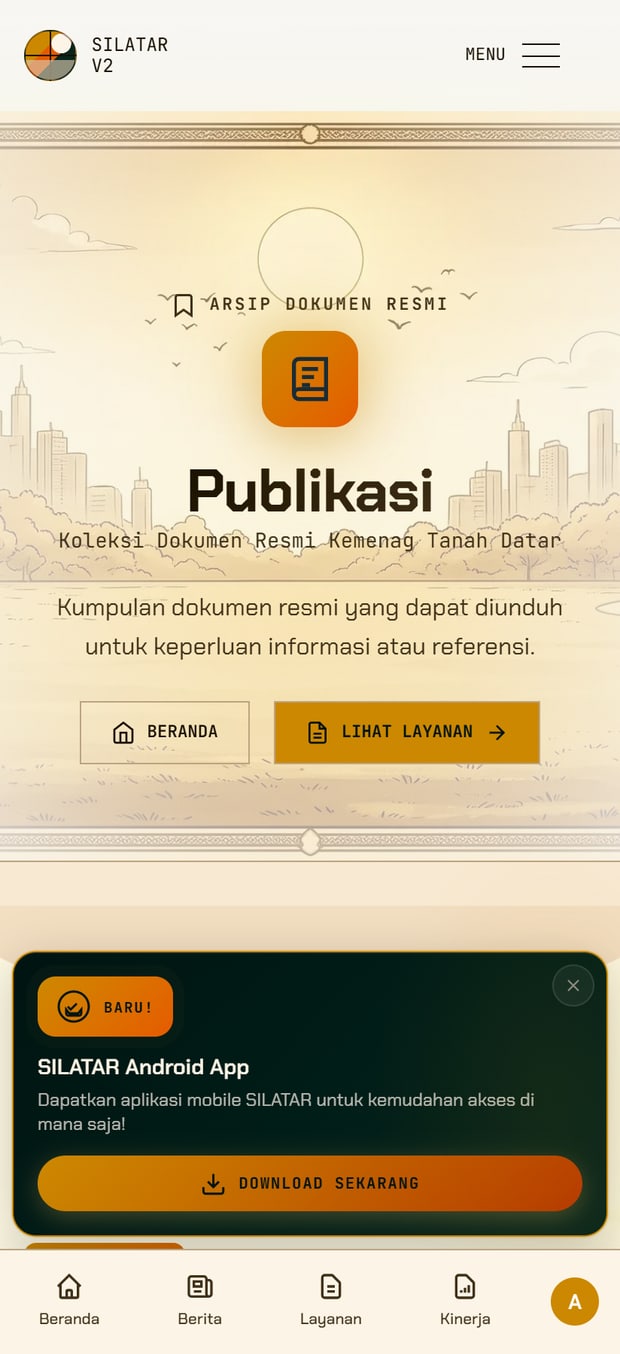 SILATAR
V2
MENU
ARSIP DOKUMEN RESMI
Publikasi
Koleksi Dokumen Resmi Kemenag Tanah Datar
Kumpulan dokumen resmi yang dapat diunduh
untuk keperluan informasi atau referensi.
BERANDA
LIHAT LAYANAN
BARU!
SILATAR Android App
Dapatkan aplikasi mobile SILATAR untuk kemudahan akses di
mana saja!
DOWNLOAD SEKARANG
Beranda
Berita
Layanan
Kinerja
A